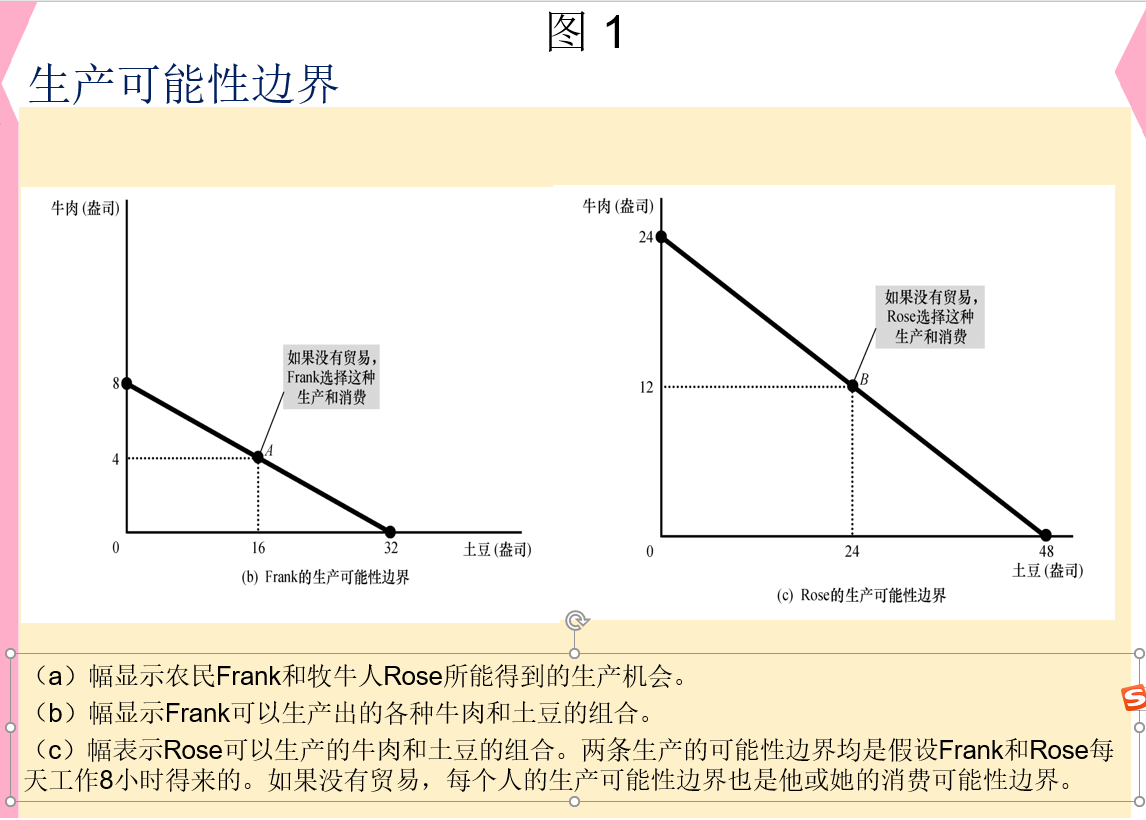 图 1
生产可能性边界
牛肉(盎司)
8
4
如果没有贸易，
Frank选择这种
生产和消费
A
0
16
32
土豆(盎司)
(b) Frank的生产可能性边界
牛肉(盎司)
24
12
如果没有贸易，
Rose选择这种
生产和消费
B
0
24
48
土豆(盎司)
(c) Rose的生产可能性边界
（a）幅显示农民Frank和牧牛人Rose所能得到的生产机会。
（b）幅显示Frank可以生产出的各种牛肉和土豆的组合。
（c）幅表示Rose可以生产的牛肉和土豆的组合。两条生产的可能性边界均是假设Frank和Rose每
天工作8小时得来的。如果没有贸易，每个人的生产可能性边界也是他或她的消费可能性边界。